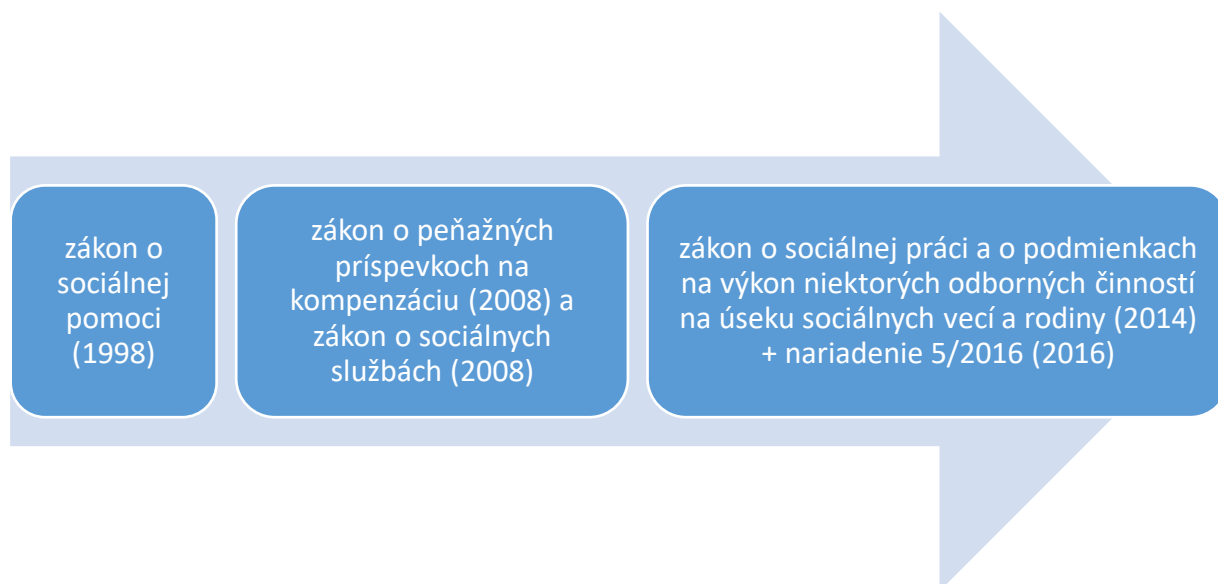 zákon o
sociálnej
pomoci
(1998)
zákon o peňažných
príspevkoch na
kompenzáciu (2008) a
zákon o sociálnych
službách (2008)
zákon o sociálnej práci a o podmienkach
na výkon niektorých odborných činností
na úseku sociálnych vecí a rodiny (2014)
+ nariadenie 5/2016 (2016)